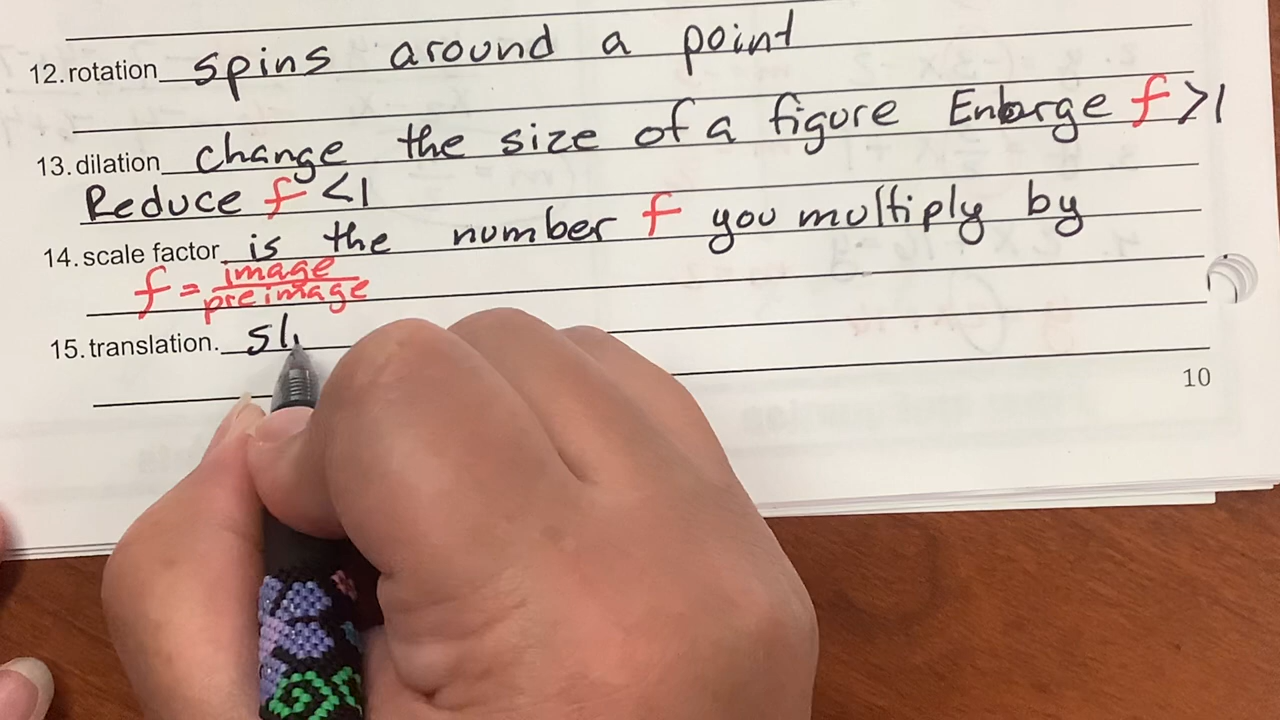 12. rotation spins around a point
13. dilation change the size of a figure Enlarge f >1
Reduce f <1
14. scale factor is the number f you multiply by
f = image
preimage
15. translation.
10